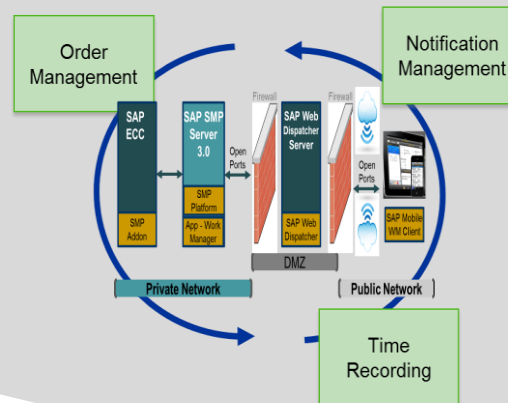 Order
Management
Notification
Management
Firewall
Firewall
SAP
ECC
SAP SMP
Server
3.0
Open
Ports
SAP Web
Dispatcher
Server
Open
Ports
SMP
Platform
SMP
Addon
App - Work
Manager
SAP Web
Dispatcher
SAP Mobile
WM Client
DMZ
Private Network
Public Network
Time
Recording